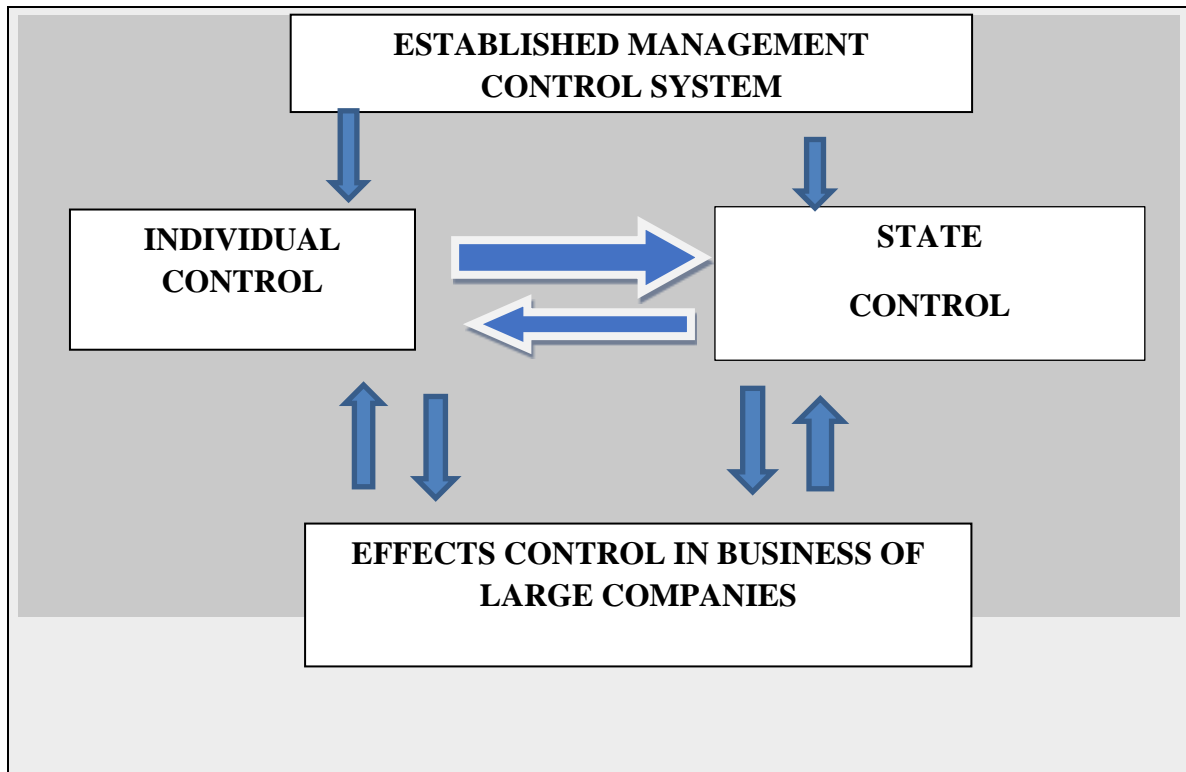 ESTABLISHED MANAGEMENT
CONTROL SYSTEM
INDIVIDUAL
CONTROL
STATE
CONTROL
EFFECTS CONTROL IN BUSINESS OF
LARGE COMPANIES